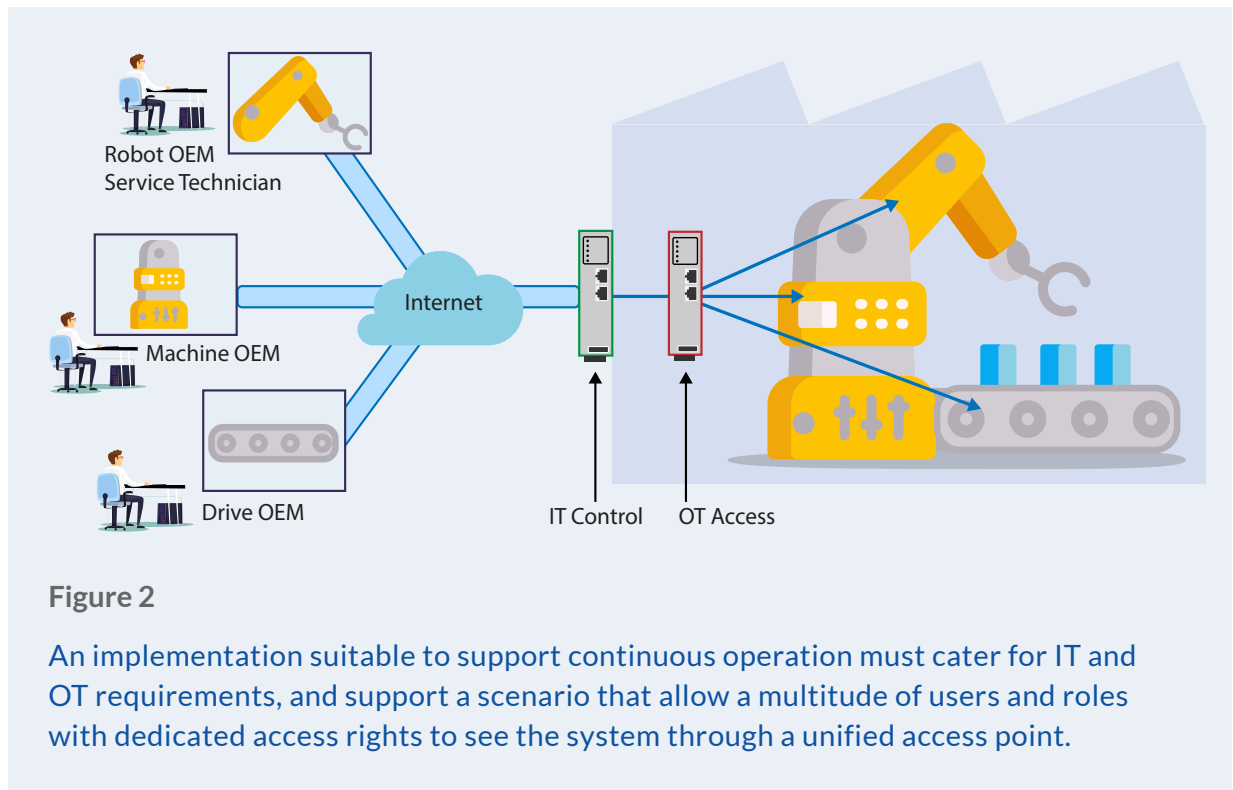 Robot OEM
Service Technician
Internet
Machine OEM
Drive OEM
IT Control
OT Access
Figure 2
An implementation suitable to support continuous operation must cater for IT and
OT requirements, and support a scenario that allow a multitude of users and roles
with dedicated access rights to see the system through a unified access point.